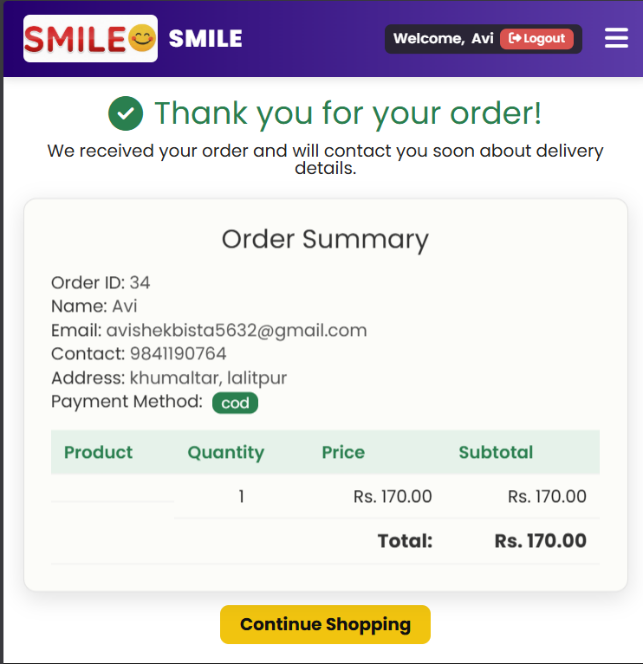 SMILE SMILE Welcome, Avi Logout
Thank you for your order!
We received your order and will contact you soon about delivery
details.
Order Summary
Order ID: 34
Name: Avi
Email: avishekbista5632@gmail.com
Contact: 9841190764
Address: khumaltar, lalitpur
Payment Method: cod
Product Quantity Price Subtotal
1 Rs. 170.00 Rs. 170.00
Total: Rs. 170.00
Continue Shopping